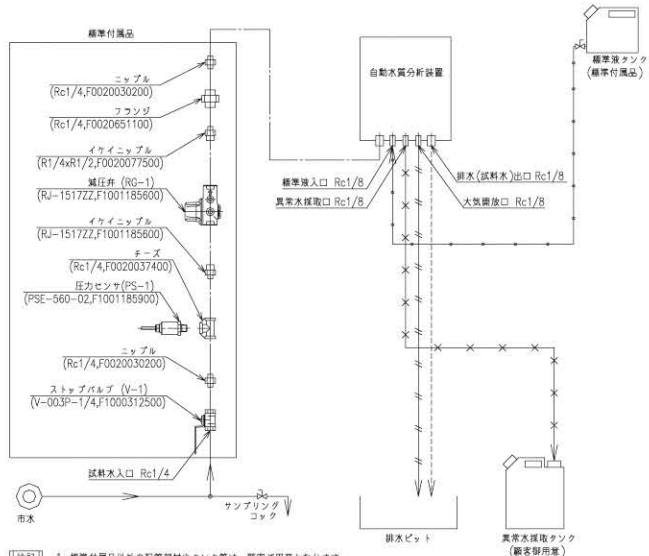 標準付属品
ニップル
(Rc1/4,F0020030200)
フランジ
(Rc1/4,F0020651100)
イケイニップル
(R1/4xR1/2,F0020077500)
減圧弁 (RG-1)
(RJ-1517ZZ,F1001185600)
イケイニップル
(RJ-1517ZZ,F1001185600)
チーズ
(Rc1/4,F0020037400)
圧力センサ(PS-1)
(PSE-560-02,F1001185900)
ニップル
(Rc1/4,F0020030200)
ストップバルブ (V-1)
(V-003P-1/4,F1000312500)
試料水入口 Rc1/4
市水
サンプリング
コック
自動水質分析装置
標準液タンク
(標準付属品)
標準液入口 Rc1/8
異常水採取口 Rc1/8
排水(試料水)出口 Rc1/8
大気開放口 Rc1/8
排水ピット
異常水採取タンク
(顧客御用意)